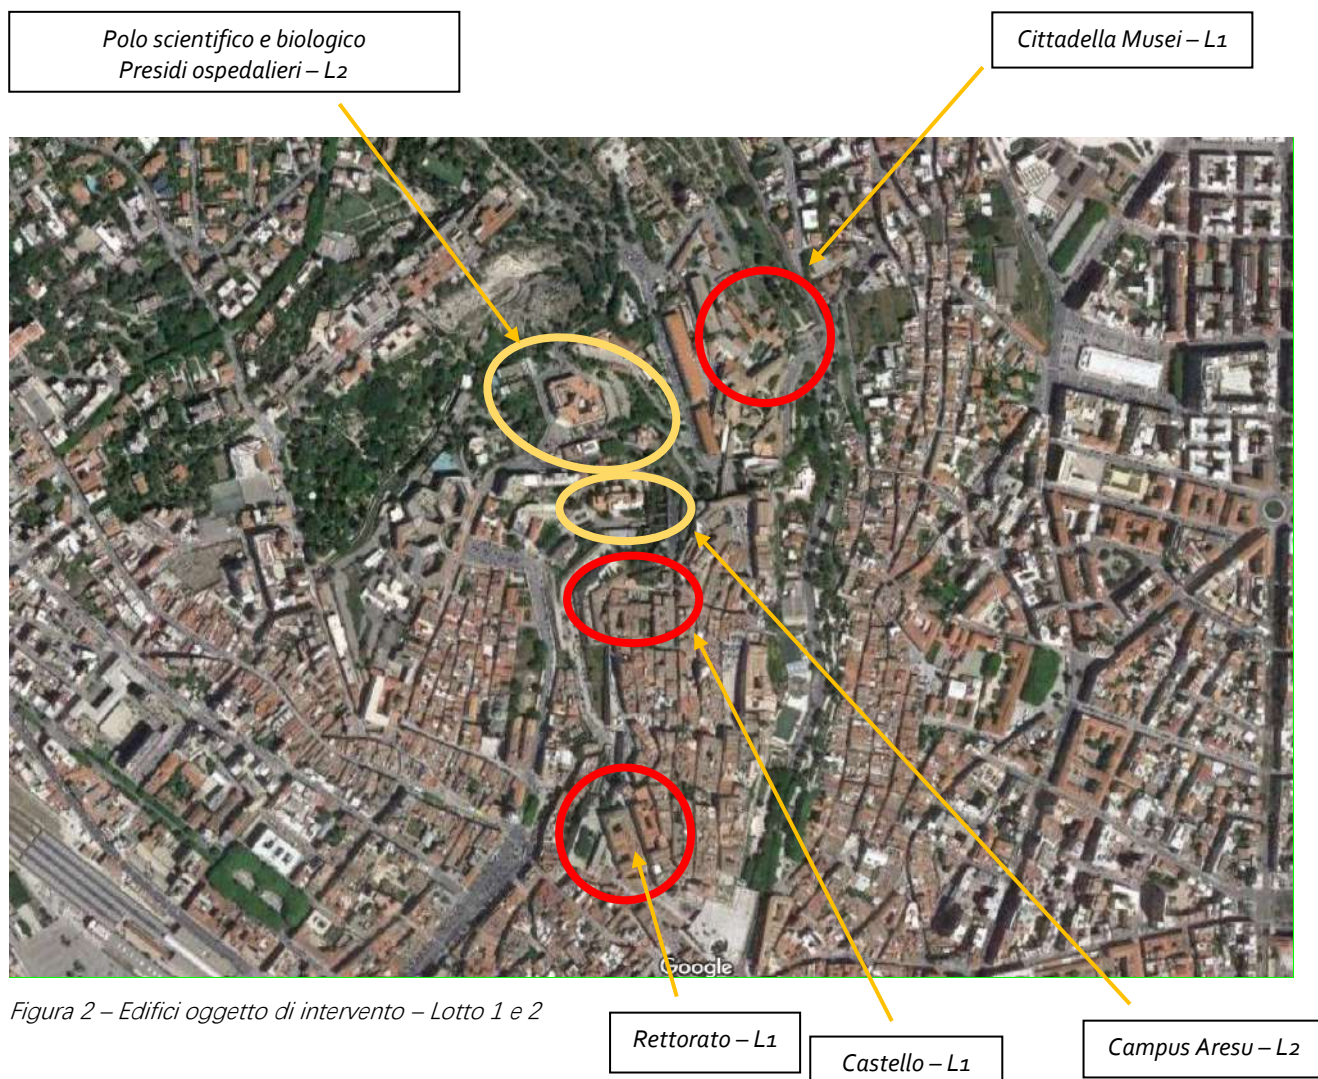 Polo scientifico e biologico
Presidi ospedalieri – L2
Cittadella Musei – L1
Google
Figura 2 – Edifici oggetto di intervento – Lotto 1 e 2
Rettorato – L1
Castello – L1
Campus Aresu – L2